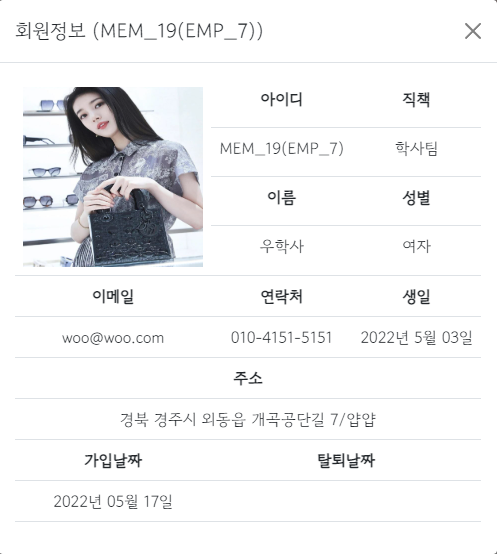 회원정보 (MEM_19(EMP_7))
아이디 직책
MEM_19(EMP_7) 학사팀
이름 성별
우학사 여자
이메일 연락처 생일
woo@woo.com 010-4151-5151 2022년 5월 03일
주소
경북 경주시 외동읍 개곡공단길 7/얍얍
가입날짜 탈퇴날짜
2022년 05월 17일